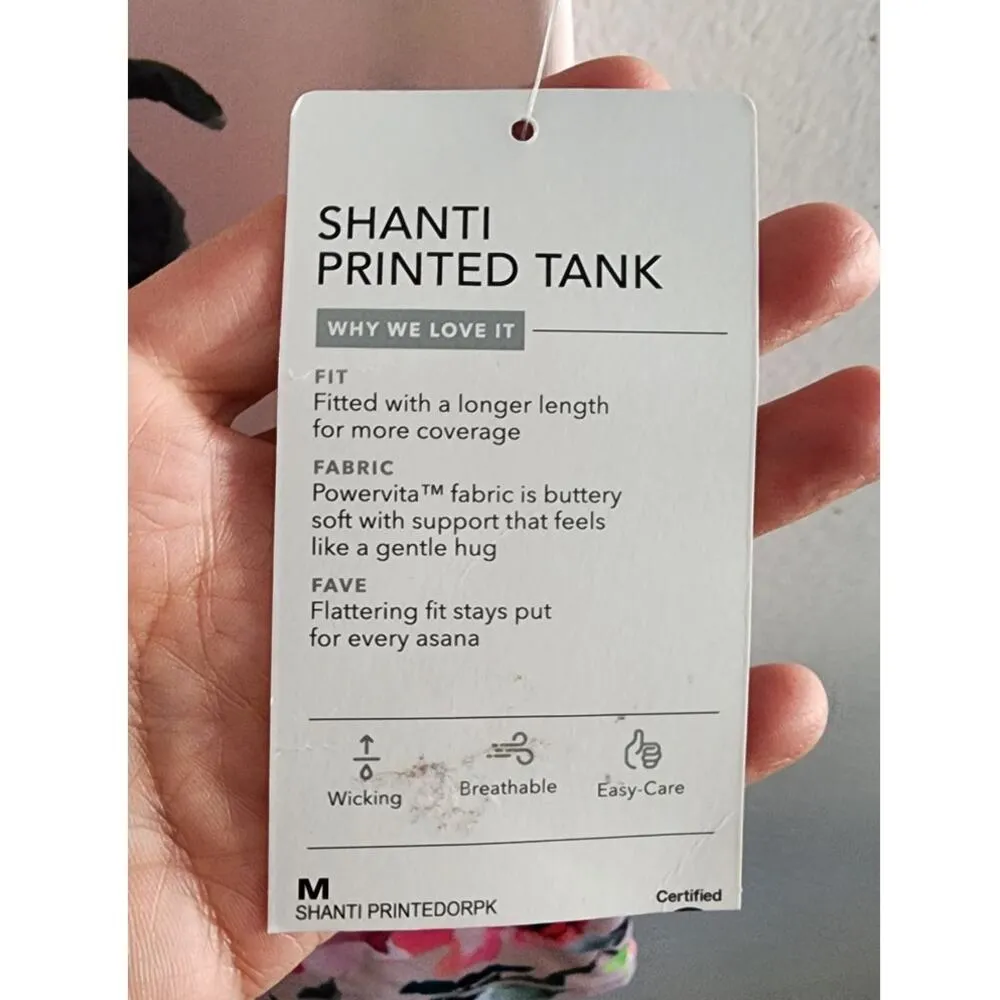 SHANTI
PRINTED TANK
WHY WE LOVE IT
FIT
Fitted with a longer length
for more coverage
FABRIC
Powervita™ fabric is buttery
soft with support that feels
like a gentle hug
FAVE
Flattering fit stays put
for every asana
Wicking
Breathable
Easy-Care
M
SHANTI PRINTEDORPK
Certified